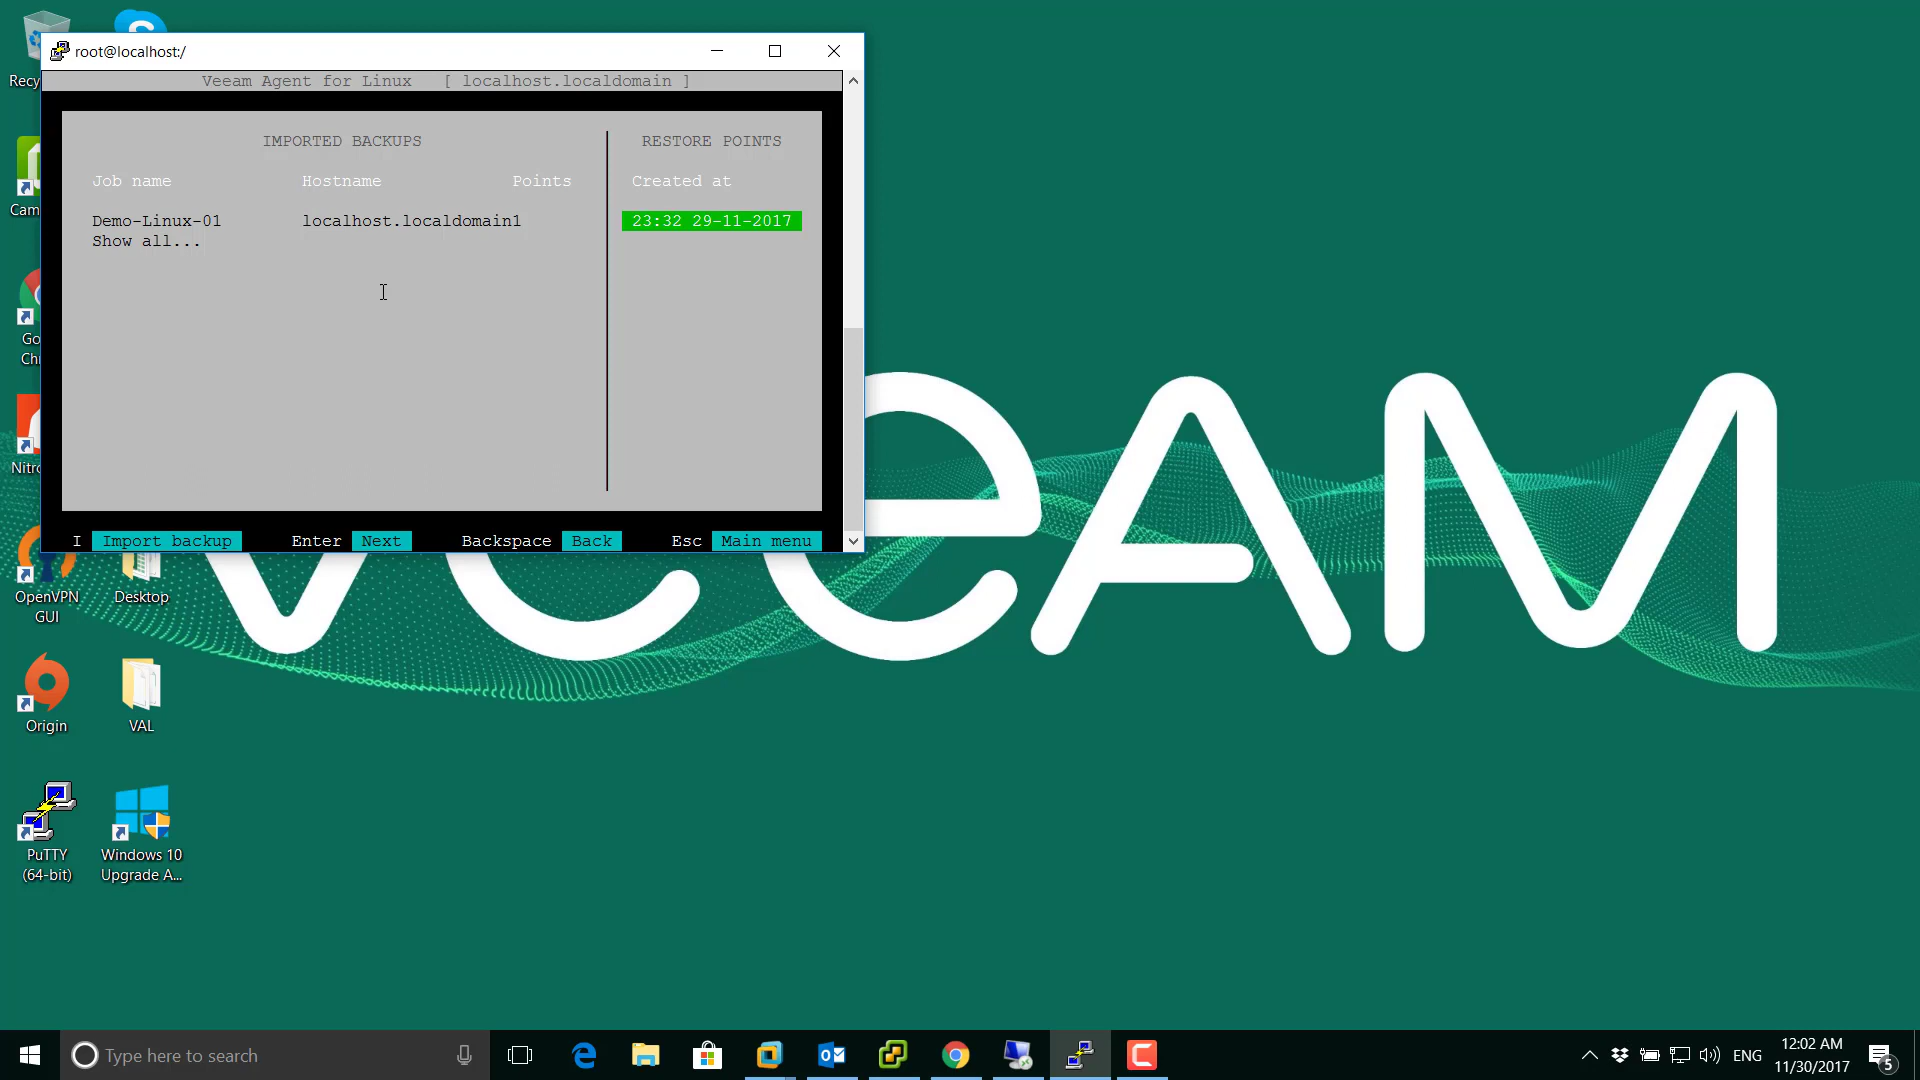 root@localhost:/
Veeam Agent for Linux [ localhost.localdomain ]
IMPORTED BACKUPS
RESTORE POINTS
Job name Hostname Points Created at
Demo-Linux-01 localhost.localdomain1 23:32 29-11-2017
Show all...
I Import backup Enter Next Backspace Back Esc Main menu
Recy
Cam
Go
Ch
Nitro
OpenVPN
GUI
Desktop
Origin
VAL
PuTTY
(64-bit)
Windows 10
Upgrade A...
veeAM
Type here to search
ENG
12:02 AM
11/30/2017
5